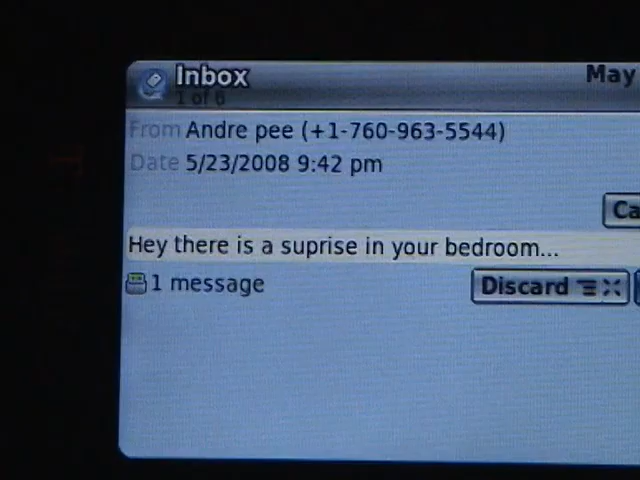 Inbox
May
1 of 6
From Andre pee (+1-760-963-5544)
Date 5/23/2008 9:42 pm
Ca
Hey there is a suprise in your bedroom...
1 message
Discard